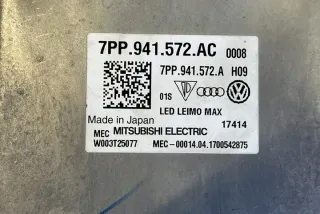 7PP.941.572.AC 0008
7PP.941.572.A H09
01S
LED LEIMO MAX
Made in Japan 17414
MEC MITSUBISHI ELECTRIC
W003T25077 MEC-00014.04.1700542875